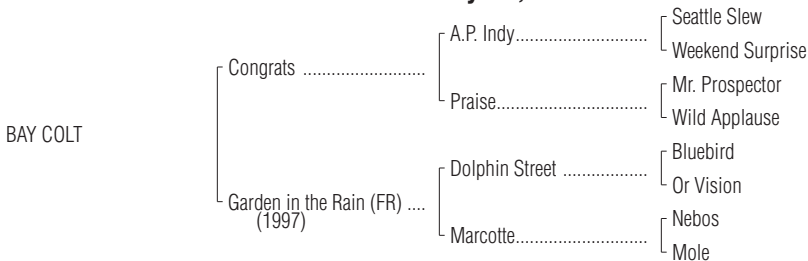 Seattle Slew
A.P. Indy............................
Weekend Surprise
Congrats ..........................
Mr. Prospector
Praise................................
Wild Applause
BAY COLT
Bluebird
Dolphin Street ..................
Or Vision
Garden in the Rain (FR) ....
(1997)
Nebos
Marcotte............................
Mole